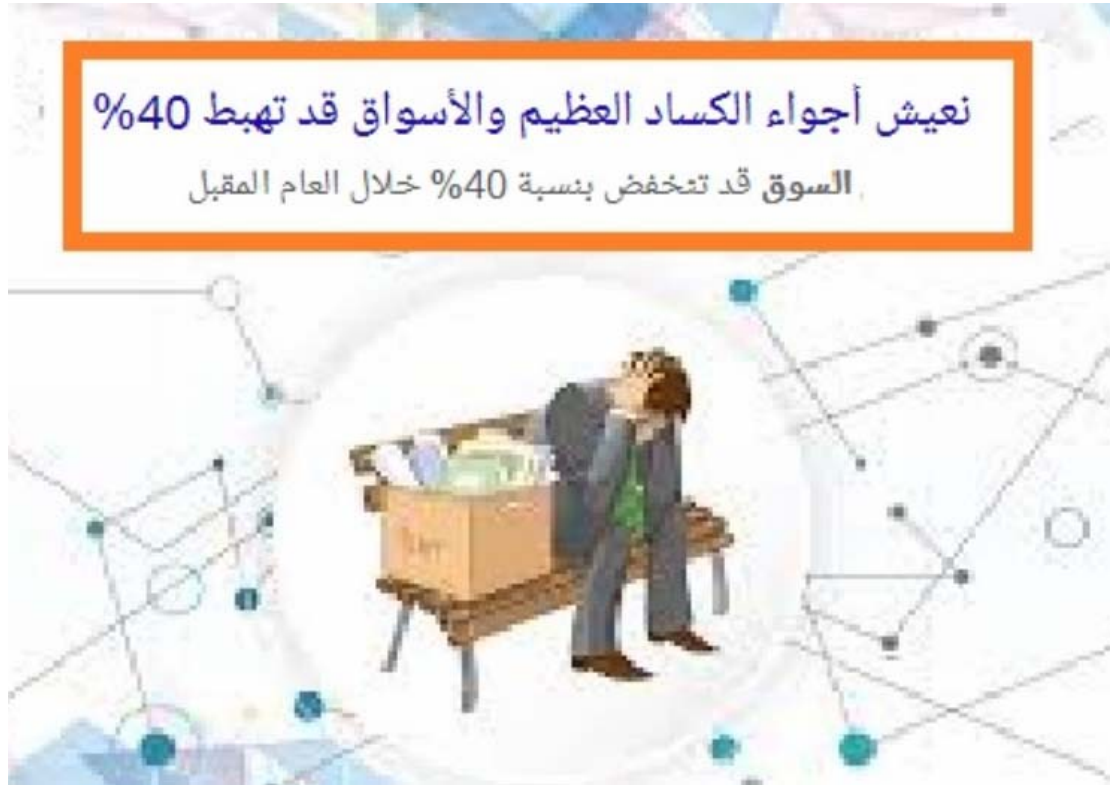 نعيش أجواء الكساد العظيم والأسواق قد تهبط 40%
. السوق قد تنخفض بنسبة 40% خلال العام المقبل